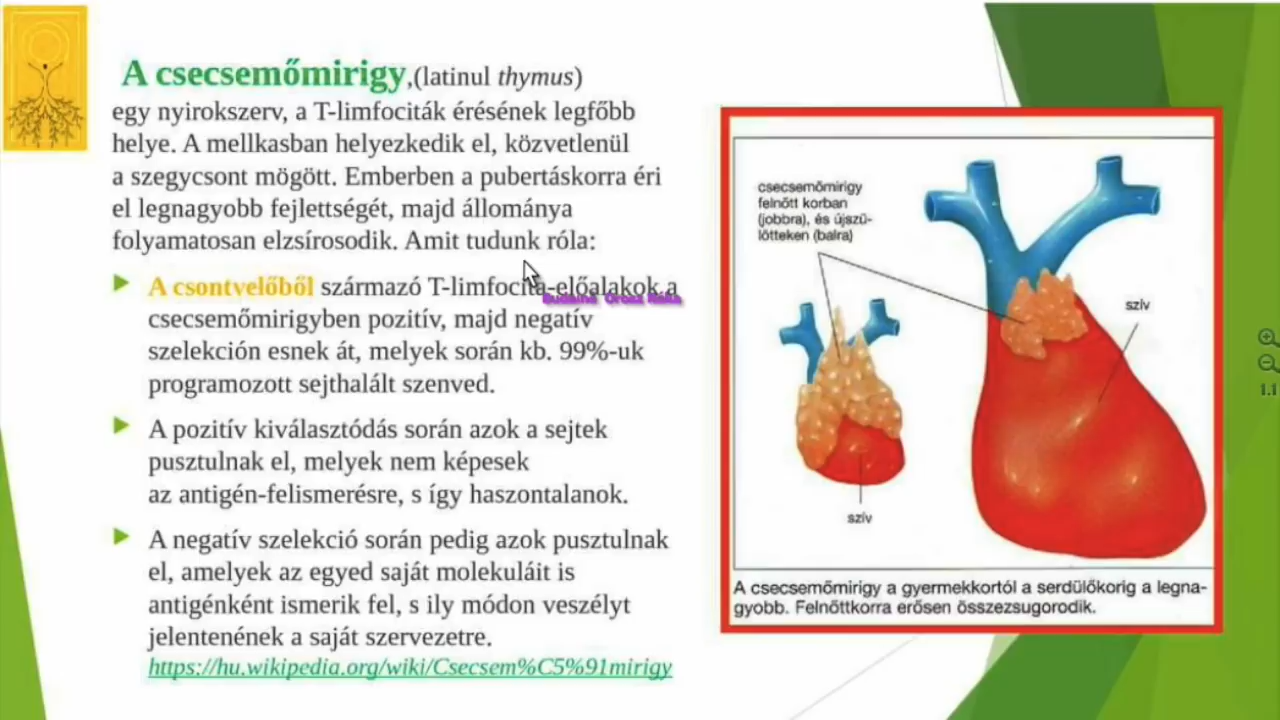 A csecsemőmirigy,(latinul thymus)
egy nyirokszerv, a T-limfociták érésének legfőbb
helye. A mellkasban helyezkedik el, közvetlenül
a szegycsont mögött. Emberben a pubertáskorra éri
el legnagyobb fejlettségét, majd állománya
folyamatosan elzsírosodik. Amit tudunk róla:
A csontvelőből származó T-limfocita-előalakok a
csecsemőmirigyben pozitív, majd negatív
szelekción esnek át, melyek során kb. 99%-uk
programozott sejthalált szenved.
A pozitív kiválasztódás során azok a sejtek
pusztulnak el, melyek nem képesek
az antigén-felismerésre, s így haszontalanok.
A negatív szelekció során pedig azok pusztulnak
el, amelyek az egyed saját molekuláit is
antigénként ismerik fel, s ily módon veszélyt
jelentenének a saját szervezetre.
https://hu.wikipedia.org/wiki/Csecsem%C5%91mirigy
csecsemőmirigy
felnőtt korban
(jobbra), és újszü-
lötteken (balra)
szív
szív
A csecsemőmirigy a gyermekkortól a serdülőkorig a legna-
gyobb. Felnőttkorra erősen összezsugorodik.
1.1